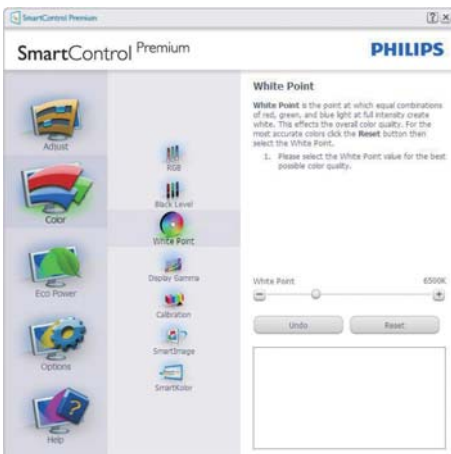 SmartControl Premium
SmartControl Premium
PHILIPS
Adjust
Color
Eco Power
Options
Help
RGB
Black Level
White Point
Display Gamma
Calibration
SmartImage
SmartKolor
White Point
White Point is the point at which equal combinations
of red, green, and blue light at full intensity create
white. This effects the overall color quality. For the
most accurate colors click the Reset button then
select the White Point.
1. Please select the White Point value for the best
possible color quality.
White Point 6500K
Undo Reset